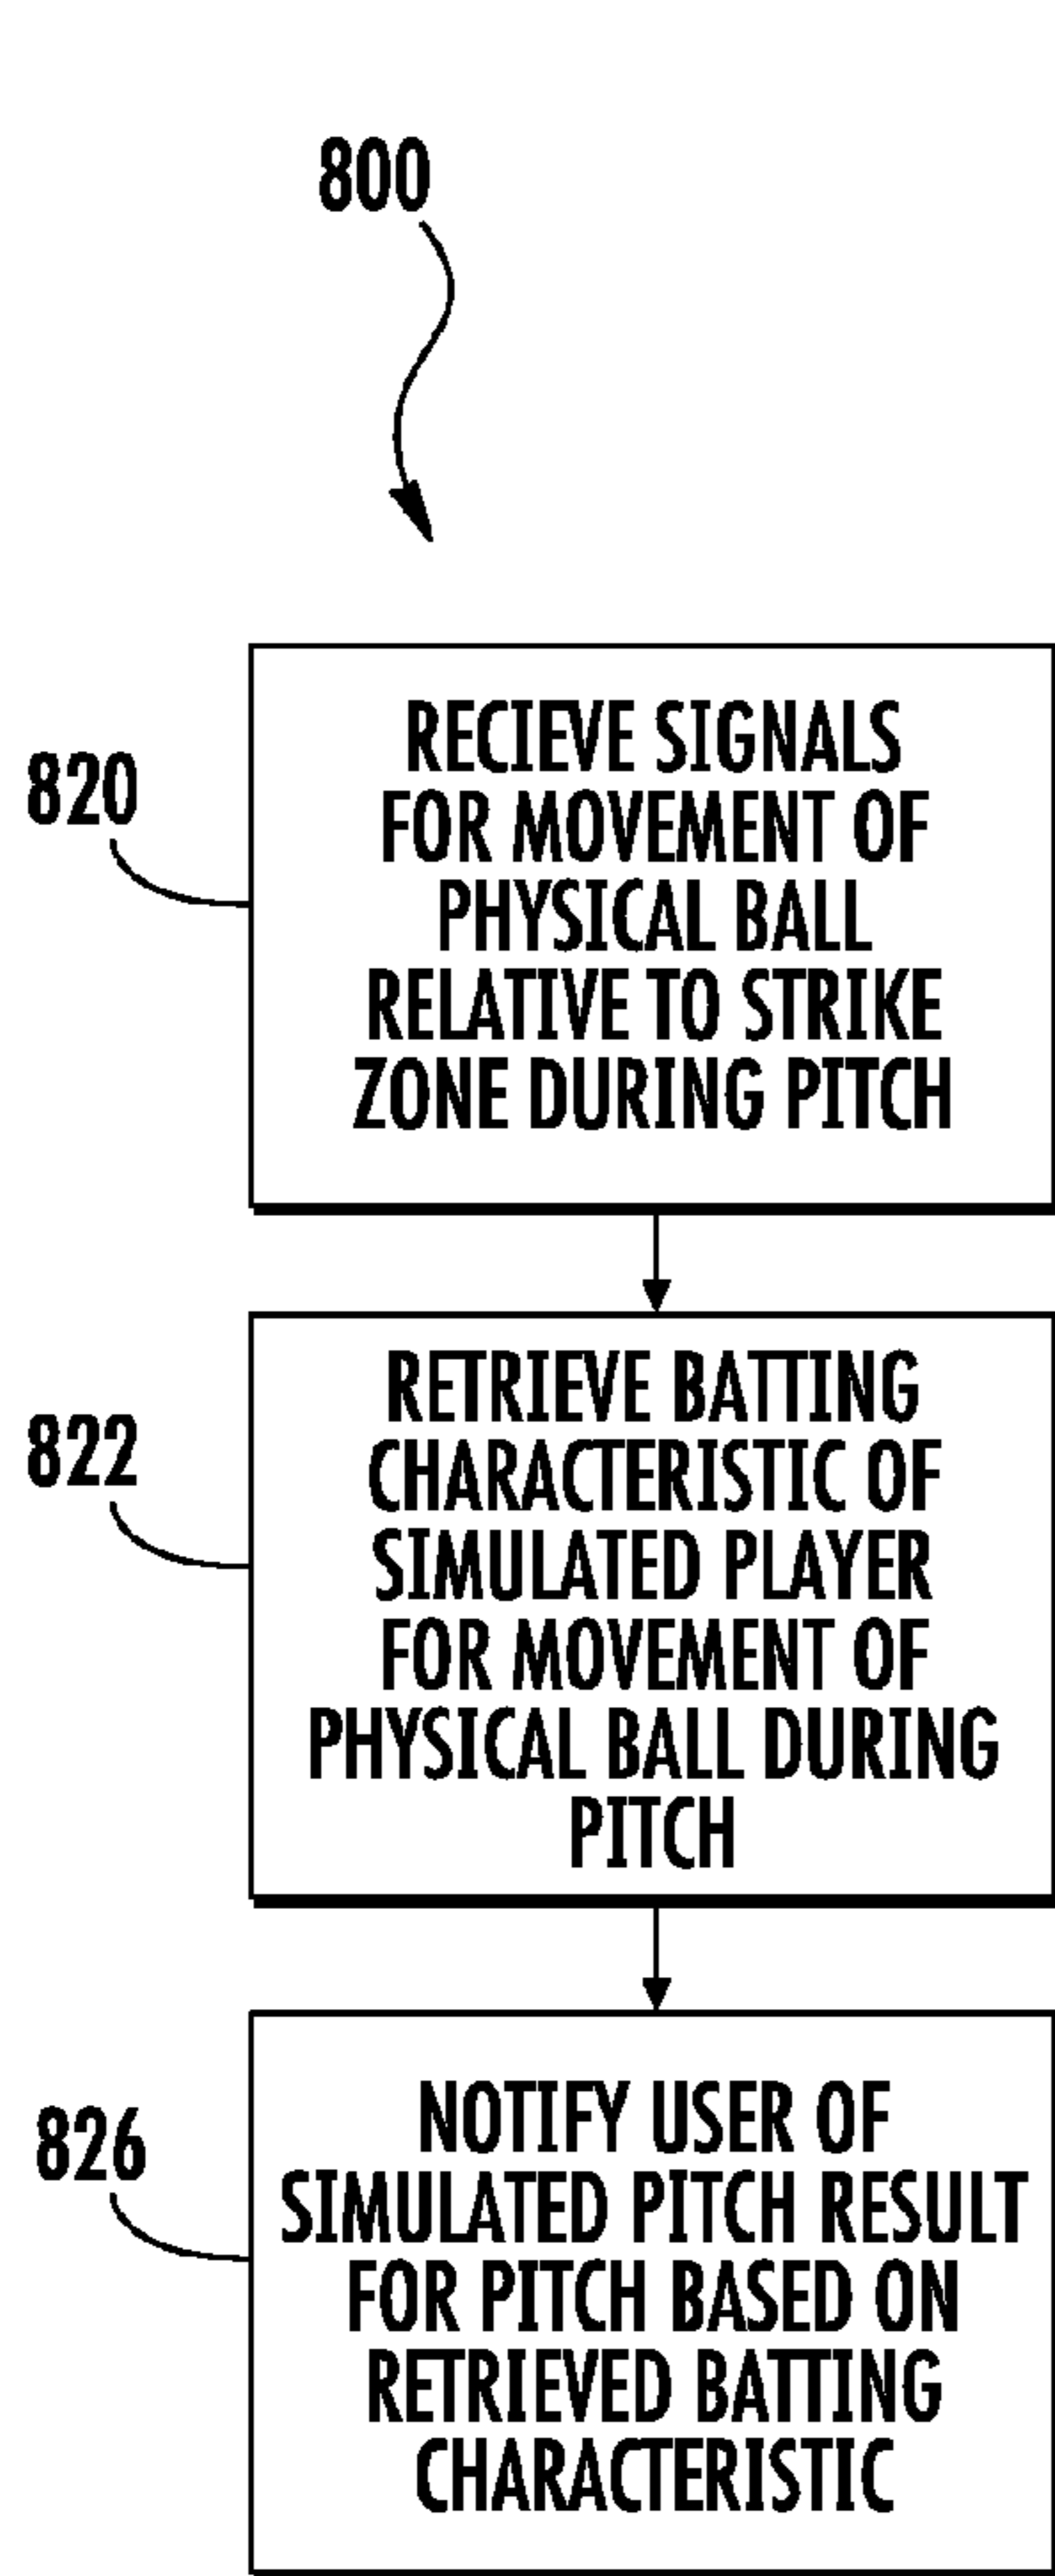 800
820
RECIEVE SIGNALS
FOR MOVEMENT OF
PHYSICAL BALL
RELATIVE TO STRIKE
ZONE DURING PITCH
822
RETRIEVE BATTING
CHARACTERISTIC OF
SIMULATED PLAYER
FOR MOVEMENT OF
PHYSICAL BALL DURING
PITCH
826
NOTIFY USER OF
SIMULATED PITCH RESULT
FOR PITCH BASED ON
RETRIEVED BATTING
CHARACTERISTIC